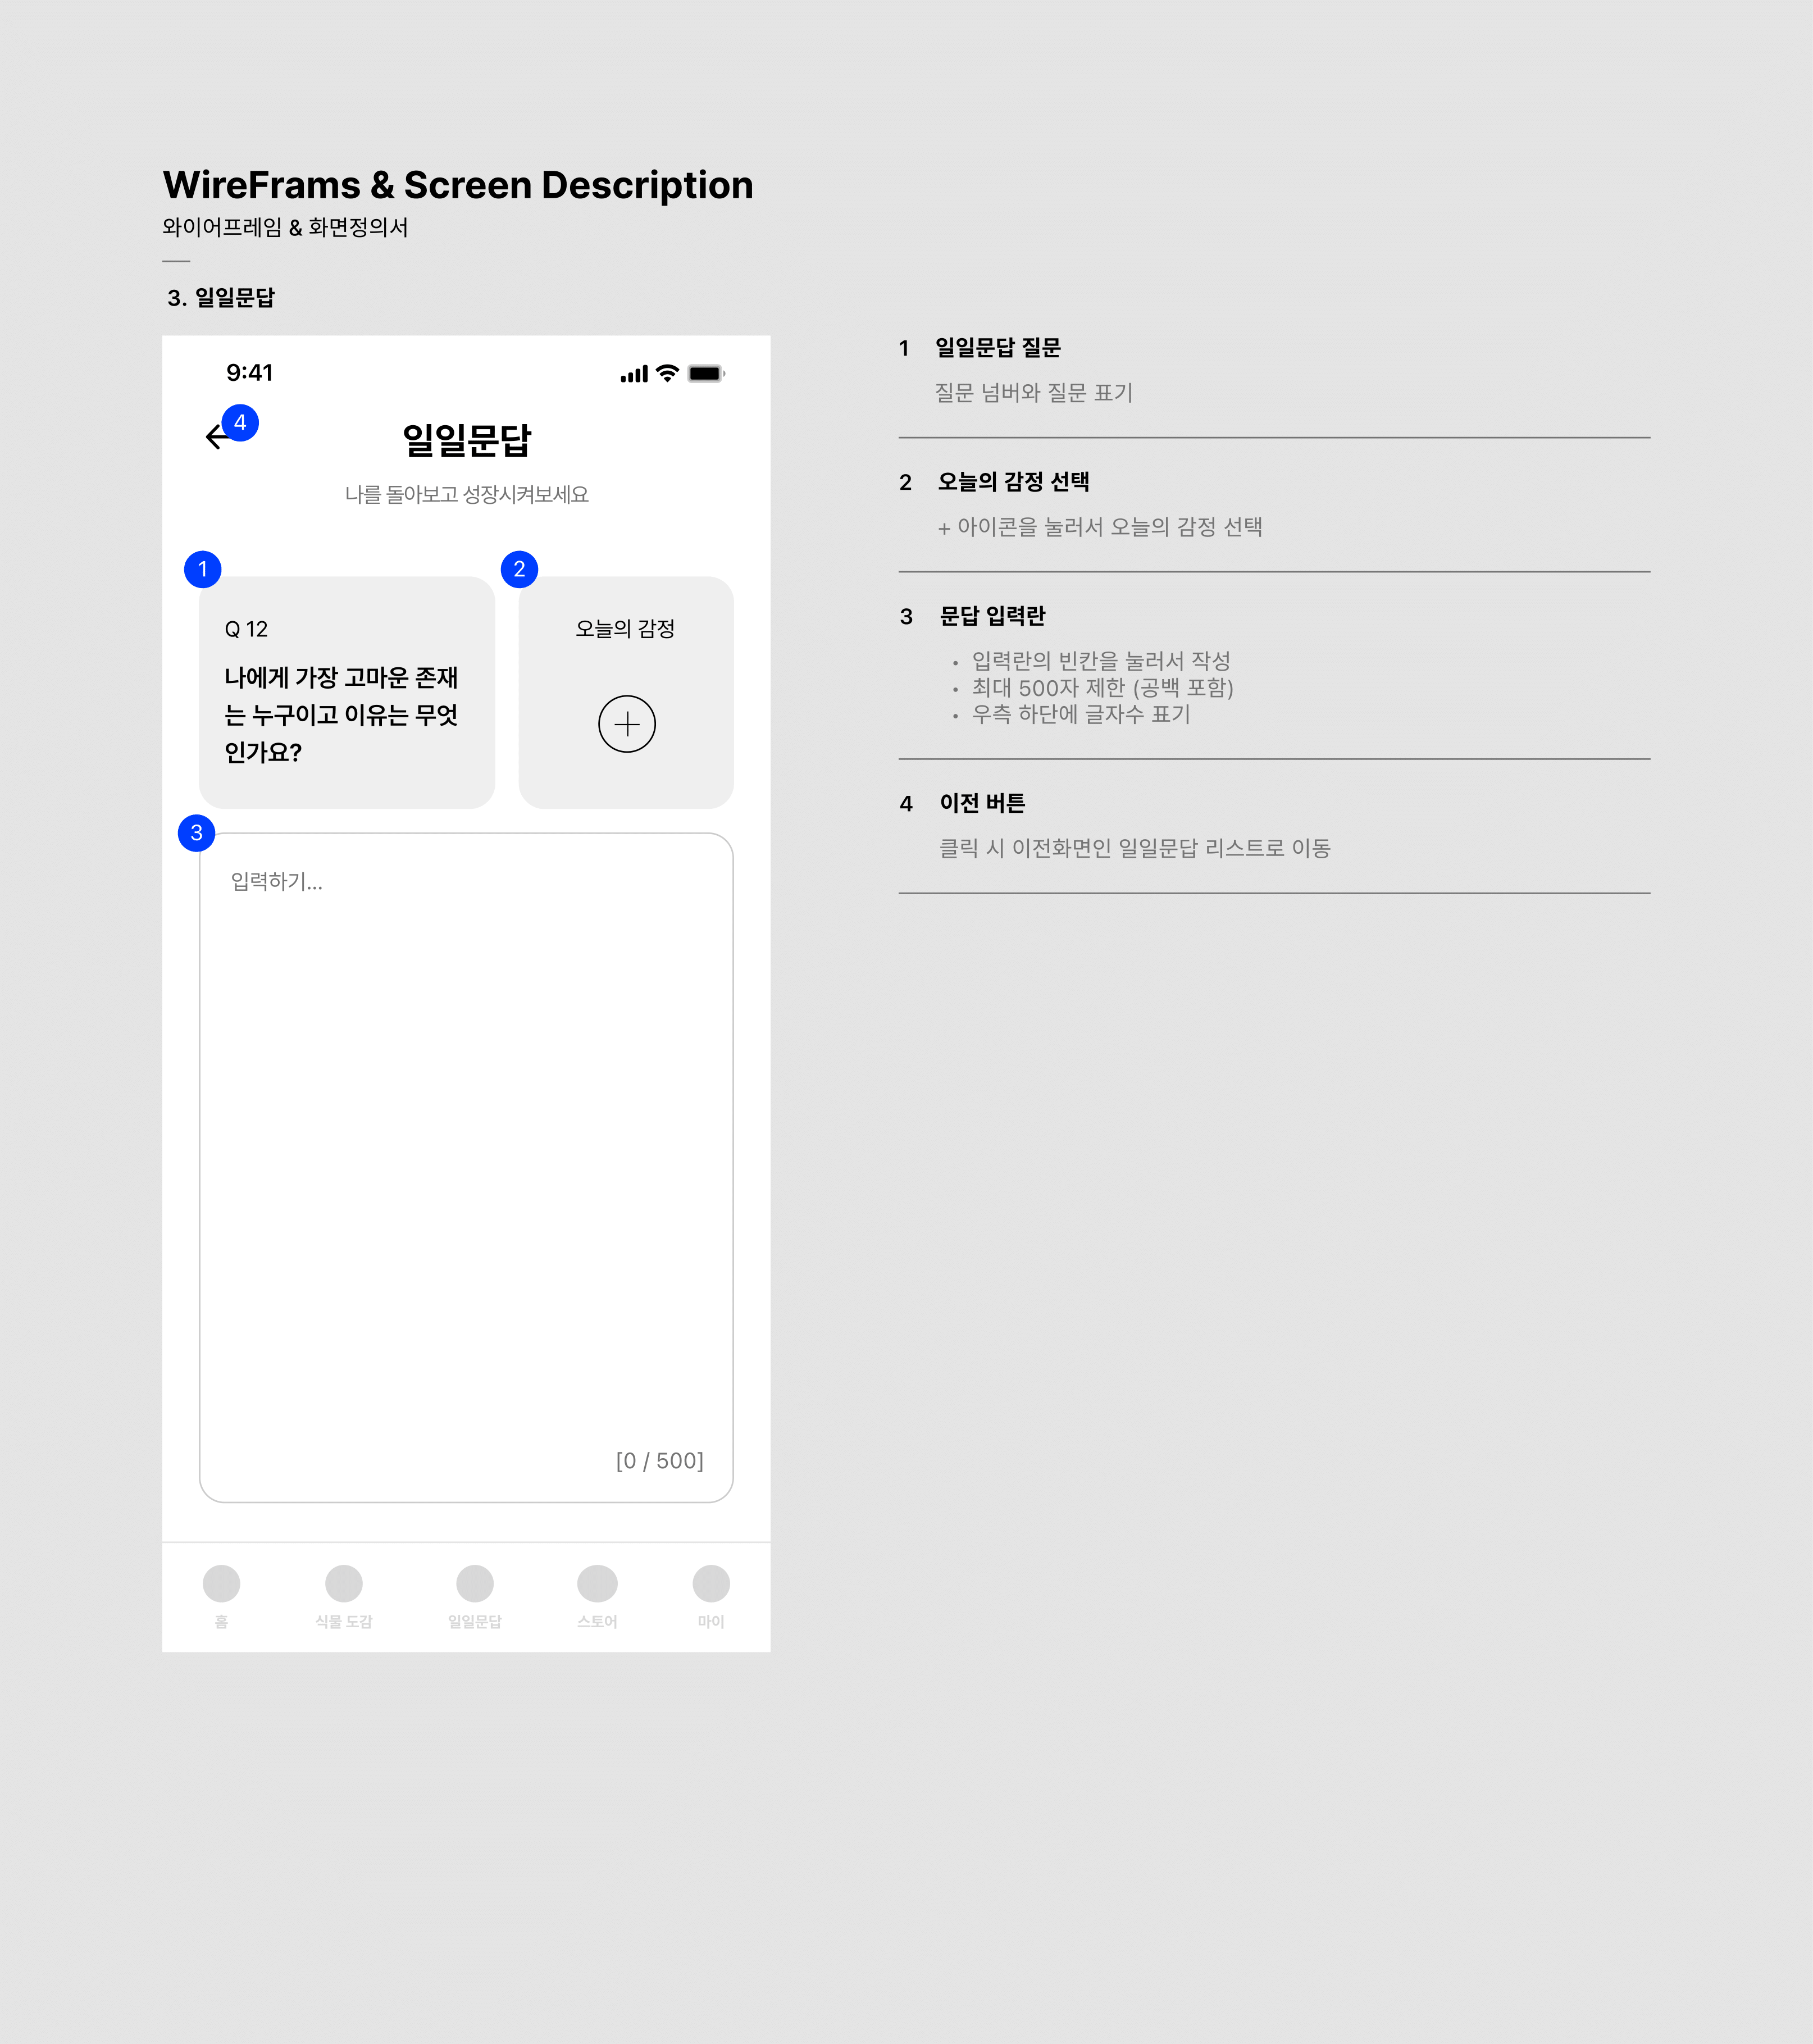 WireFrams & Screen Description
와이어프레임 & 화면정의서
3. 일일문답
9:41
4
일일문답
나를 돌아보고 성장시켜보세요
1
Q 12
나에게 가장 고마운 존재
는 누구이고 이유는 무엇
인가요?
2
오늘의 감정
3
입력하기...
[0 / 500]
홈
식물 도감
일일문답
스토어
마이
1 일일문답 질문
질문 넘버와 질문 표기
2 오늘의 감정 선택
+ 아이콘을 눌러서 오늘의 감정 선택
3 문답 입력란
• 입력란의 빈칸을 눌러서 작성
• 최대 500자 제한 (공백 포함)
• 우측 하단에 글자수 표기
4 이전 버튼
클릭 시 이전화면인 일일문답 리스트로 이동